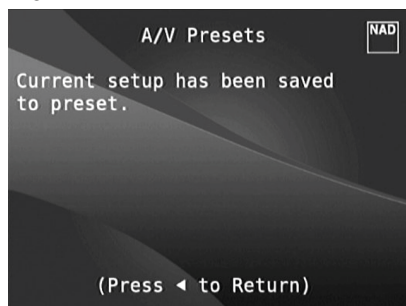 A/V Presets
NAD
Current setup has been saved
to preset.
(Press ◄ to Return)